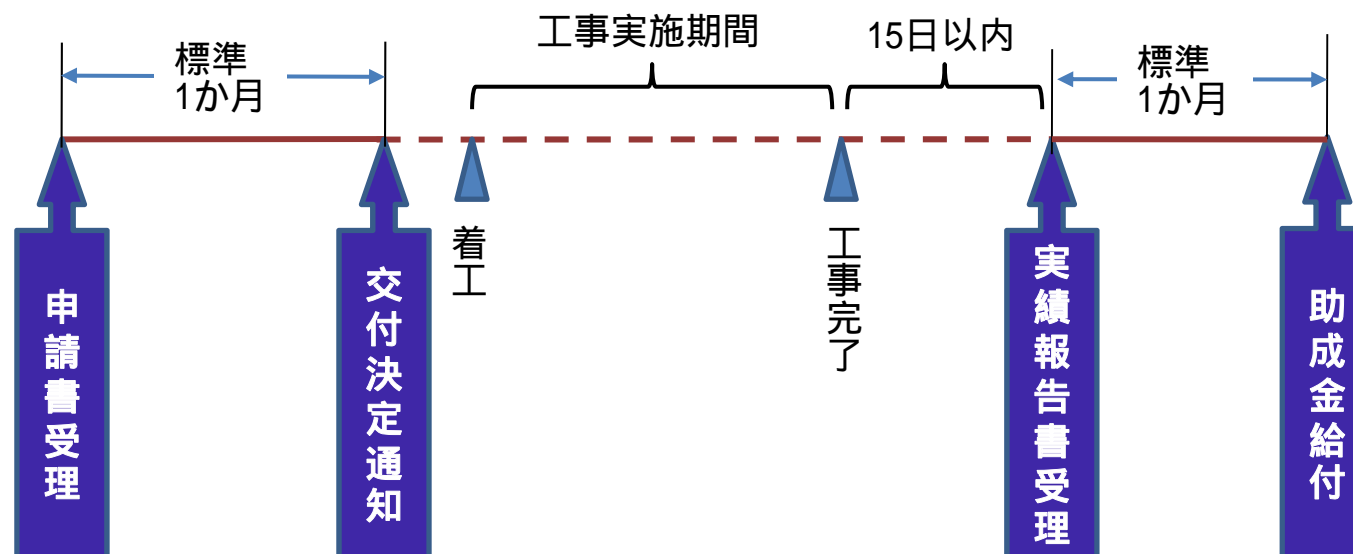 工事実施期間
15日以内
標準
1か月
標準
1か月
着工
工事完了
申請書受理
交付決定通知
実績報告書受理
助成金給付